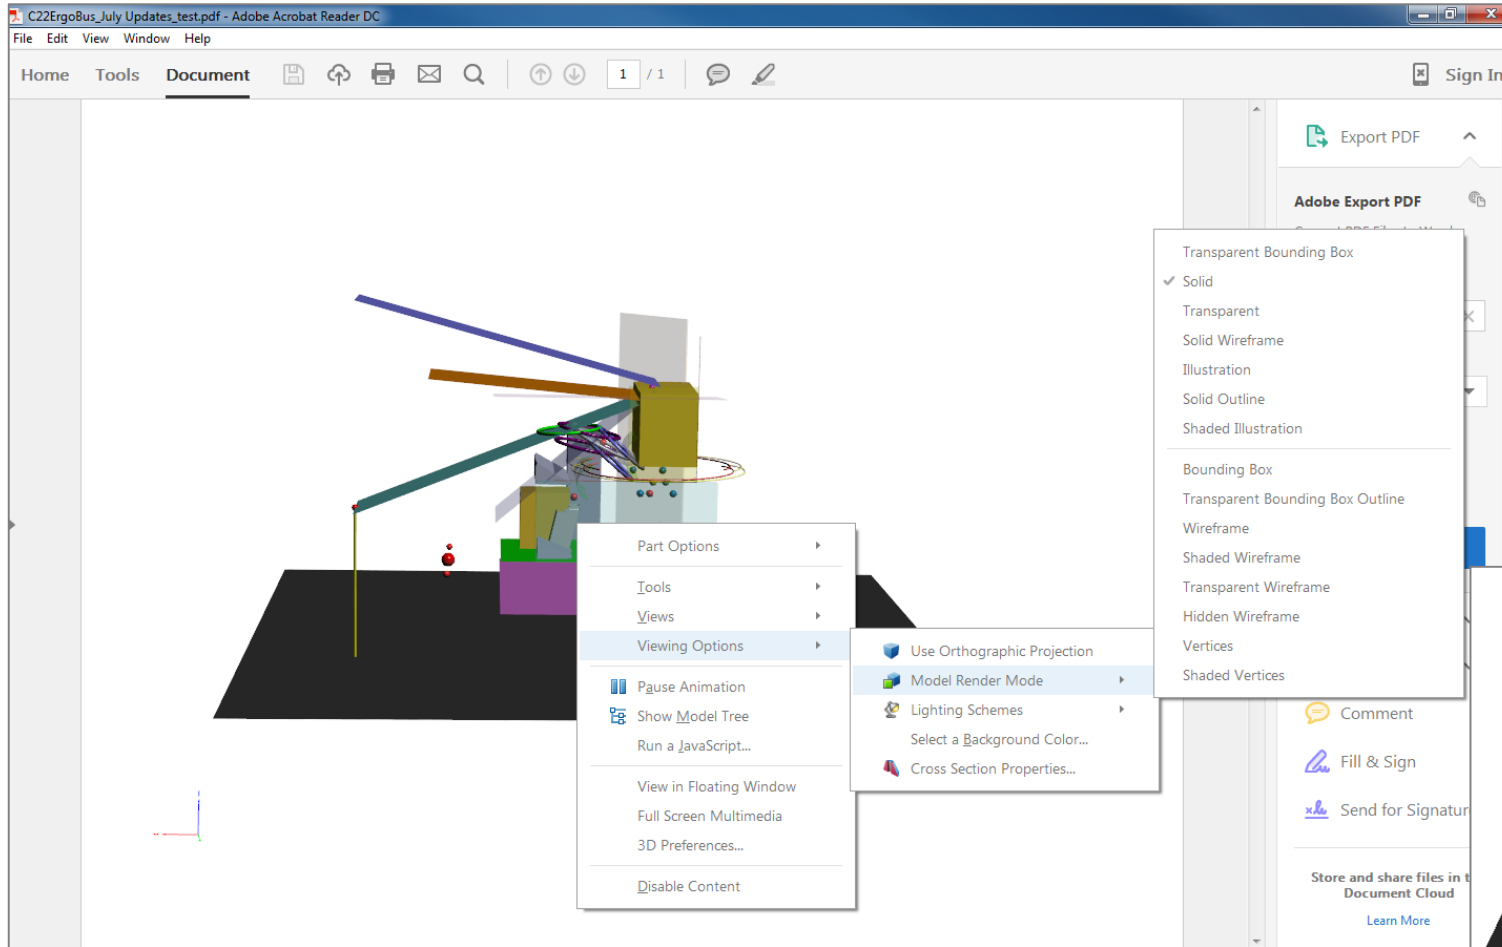 C22ErgoBus_July Updates_test.pdf - Adobe Acrobat Reader DC
File Edit View Window Help
Home Tools Document 1 / 1 Sign In
Export PDF
Adobe Export PDF
Transparent Bounding Box
Solid
Transparent
Solid Wireframe
Illustration
Solid Outline
Shaded Illustration
Bounding Box
Transparent Bounding Box Outline
Wireframe
Shaded Wireframe
Transparent Wireframe
Hidden Wireframe
Vertices
Shaded Vertices
Part Options
Tools
Views
Viewing Options
Pause Animation
Show Model Tree
Run a JavaScript...
View in Floating Window
Full Screen Multimedia
3D Preferences...
Disable Content
Use Orthographic Projection
Model Render Mode
Lighting Schemes
Select a Background Color...
Cross Section Properties...
Comment
Fill & Sign
Send for Signatur
Store and share files in t
Document Cloud
Learn More